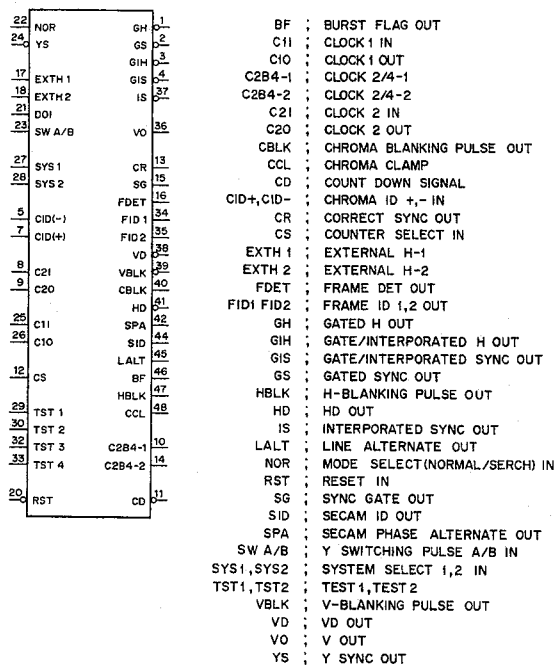 22 NOR GH 1
24 YS GS 2
GIH 3
GIS 4
17 EXTH 1 IS 37
18 EXTH 2
21 DOI
23 SW A/B VO 36
27 SYS 1 CR 13
28 SYS 2 SG 15
FDET 16
5 CID(-) FID 1 34
7 CID(+) FID 2 35
VD 38
8 C2I VBLK 39
9 C2O CBLK 40
HD 41
25 C1I SPA 42
26 C1O SID 44
LALT 45
12 CS BF 46
HBLK 47
29 TST 1 CCL 48
30 TST 2
32 TST 3 C2B4-1 10
33 TST 4 C2B4-2 14
20 RST CD 11
BF ; BURST FLAG OUT
C1I ; CLOCK 1 IN
C1O ; CLOCK 1 OUT
C2B4-1 ; CLOCK 2/4-1
C2B4-2 ; CLOCK 2/4-2
C2I ; CLOCK 2 IN
C2O ; CLOCK 2 OUT
CBLK ; CHROMA BLANKING PULSE OUT
CCL ; CHROMA CLAMP
CD ; COUNT DOWN SIGNAL
CID+,CID- ; CHROMA ID +,- IN
CR ; CORRECT SYNC OUT
CS ; COUNTER SELECT IN
EXTH 1 ; EXTERNAL H-1
EXTH 2 ; EXTERNAL H-2
FDET ; FRAME DET OUT
FID1 FID2 ; FRAME ID 1,2 OUT
GH ; GATED H OUT
GIH ; GATE/INTERPORATED H OUT
GIS ; GATE/INTERPORATED SYNC OUT
GS ; GATED SYNC OUT
HBLK ; H-BLANKING PULSE OUT
HD ; HD OUT
IS ; INTERPORATED SYNC OUT
LALT ; LINE ALTERNATE OUT
NOR ; MODE SELECT(NORMAL/SERCH) IN
RST ; RESET IN
SG ; SYNC GATE OUT
SID ; SECAM ID OUT
SPA ; SECAM PHASE ALTERNATE OUT
SW A/B ; Y SWITCHING PULSE A/B IN
SYS1,SYS2 ; SYSTEM SELECT 1,2 IN
TST1,TST2 ; TEST1,TEST2
VBLK ; V-BLANKING PULSE OUT
VD ; VD OUT
VO ; V OUT
YS ; Y SYNC OUT